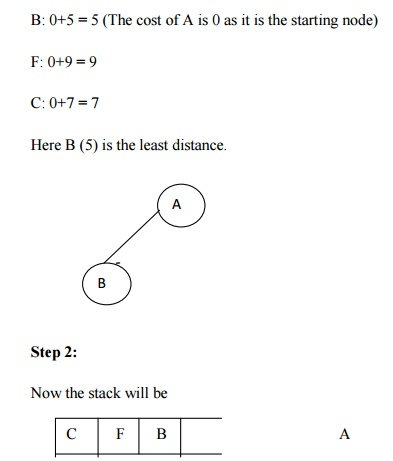 B: 0+5 = 5 (The cost of A is 0 as it is the starting node)
F: 0+9 = 9
C: 0+7 = 7
Here B (5) is the least distance.
A
B
Step 2:
Now the stack will be
C F B A